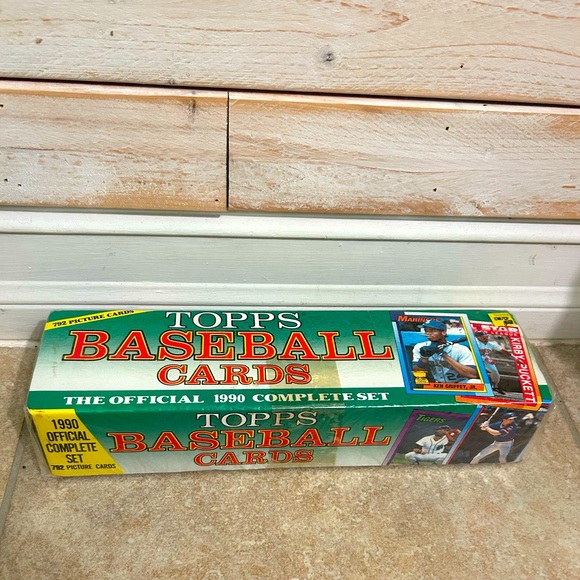 792 PICTURE CARDS
TOPPS
BASEBALL
CARDS
THE OFFICIAL 1990 COMPLETE SET
MARINERS
KEN GRIFFEY, JR.
KIRBY PUCKETT
1990
OFFICIAL
COMPLETE
SET
792 PICTURE CARDS
TOPPS
BASEBALL
CARDS
TIGERS